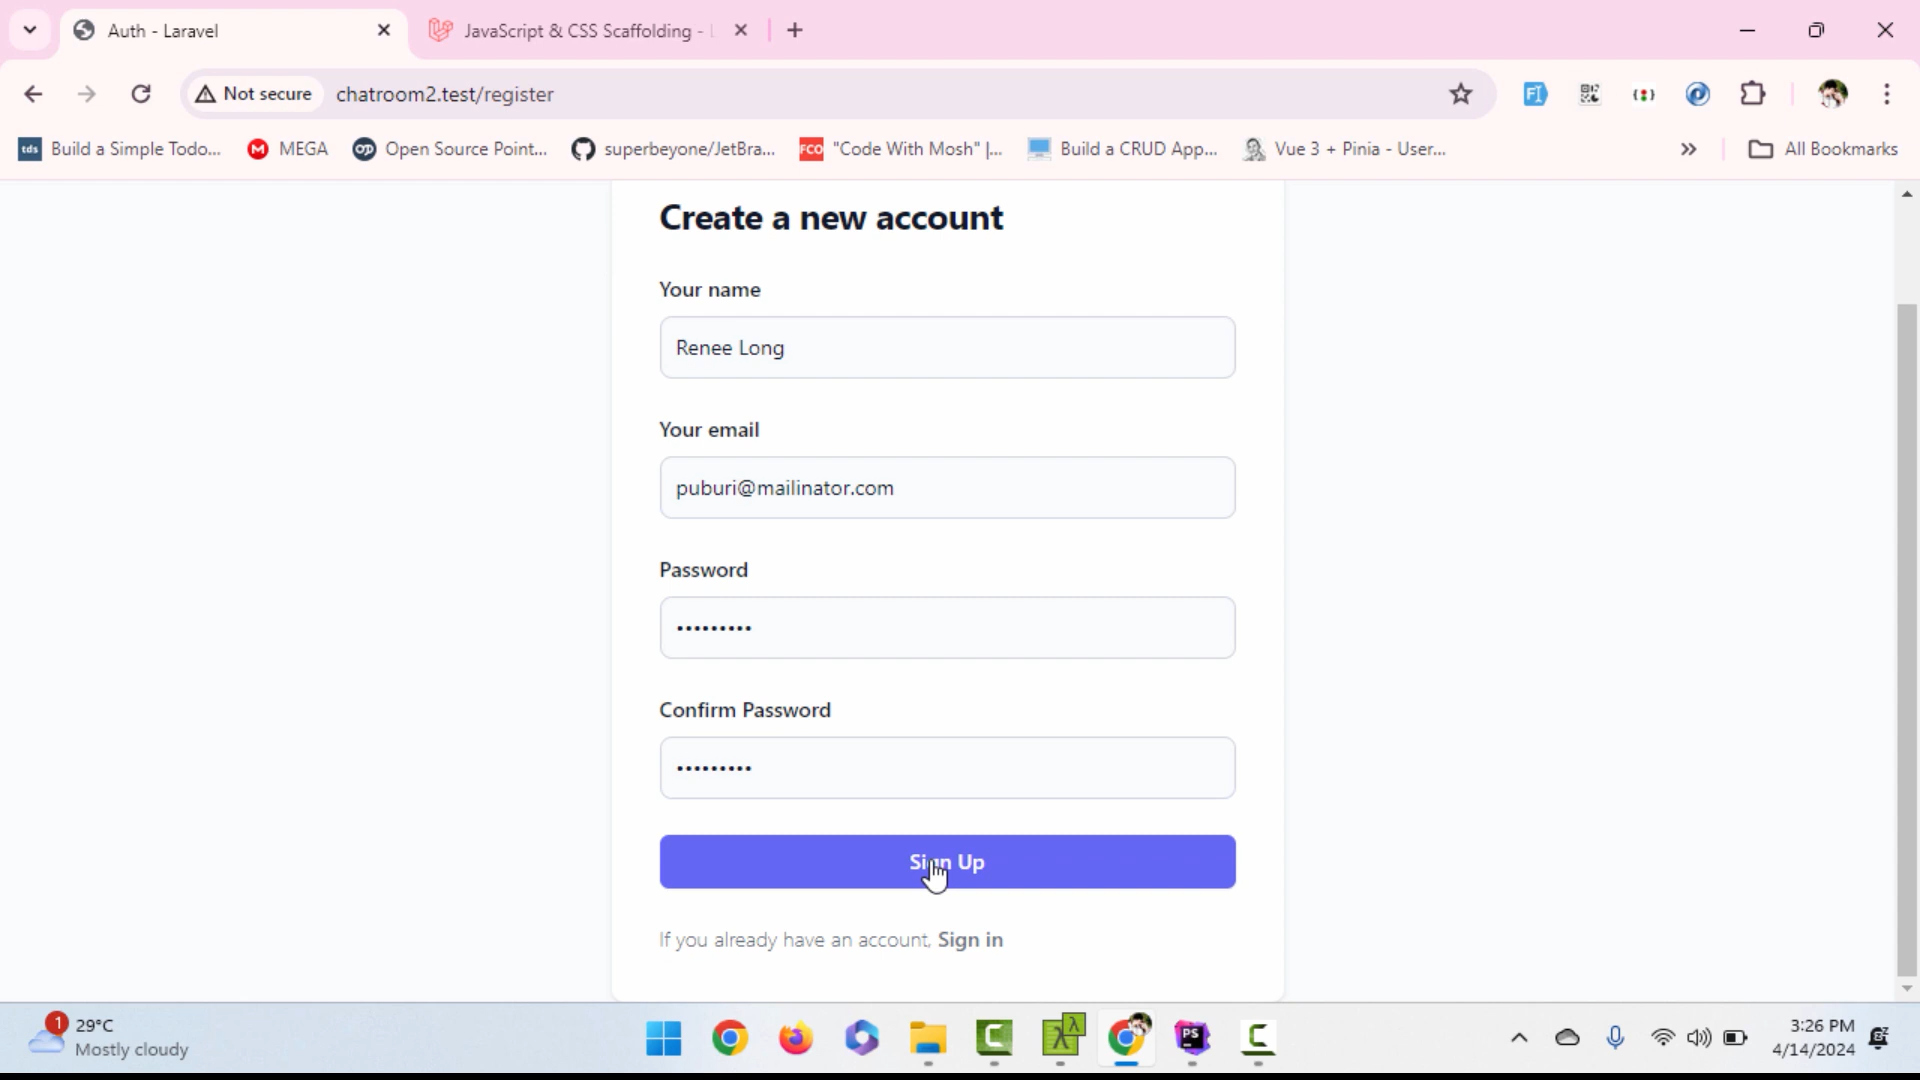 Auth - Laravel
JavaScript & CSS Scaffolding -
Not secure
chatroom2.test/register
Build a Simple Todo...
MEGA
Open Source Point...
superbeyone/JetBra...
"Code With Mosh" |...
Build a CRUD App...
Vue 3 + Pinia - User...
All Bookmarks
Create a new account
Your name
Renee Long
Your email
puburi@mailinator.com
Password
•••••••••
Confirm Password
•••••••••
Sign Up
If you already have an account, Sign in
1
29°C
Mostly cloudy
3:26 PM
4/14/2024